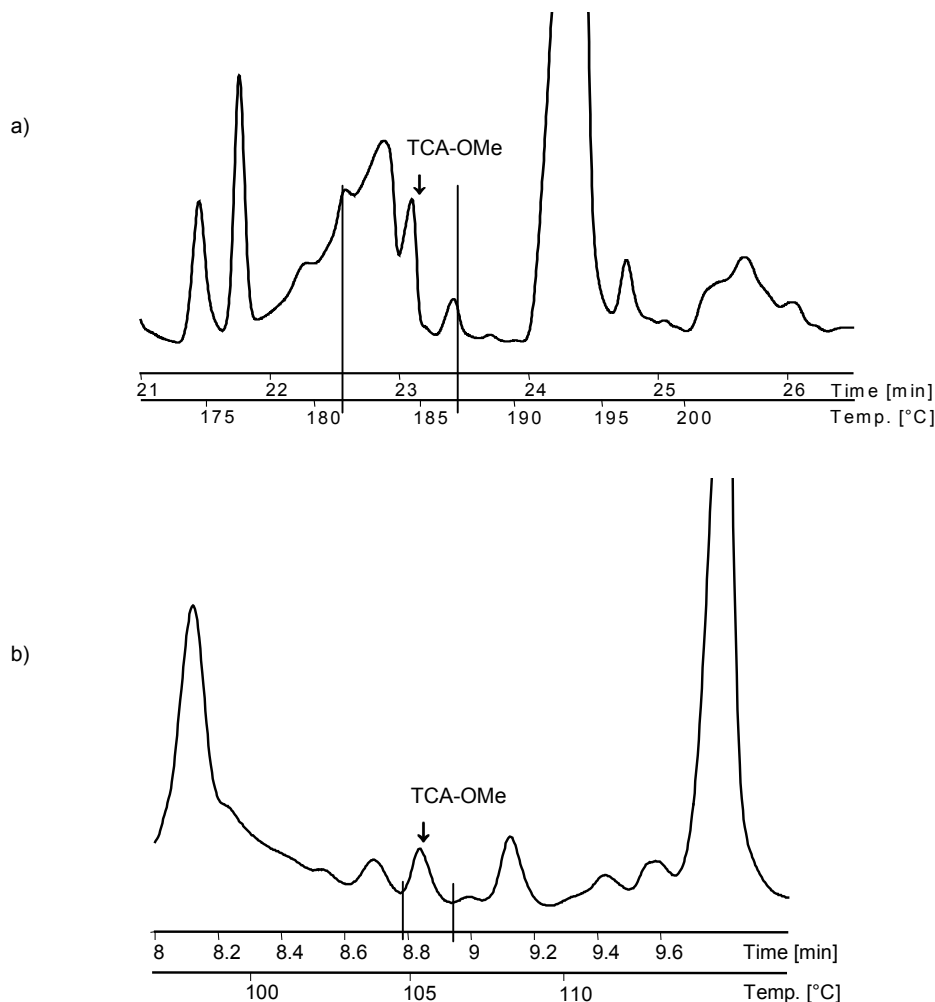 a)
TCA-OMe
21 22 23 24 25 26 Time [min]
175 180 185 190 195 200 Temp. [°C]
b)
TCA-OMe
8 8.2 8.4 8.6 8.8 9 9.2 9.4 9.6 Time [min]
100 105 110 Temp. [°C]